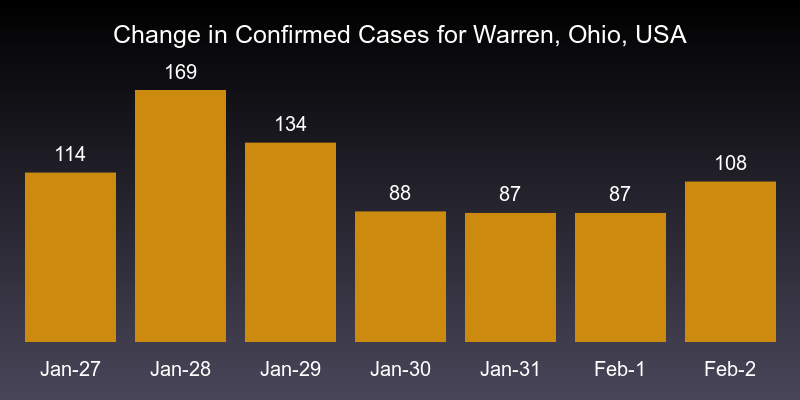 Change in Confirmed Cases for Warren, Ohio, USA
114
169
134
88
87
87
108
Jan-27
Jan-28
Jan-29
Jan-30
Jan-31
Feb-1
Feb-2